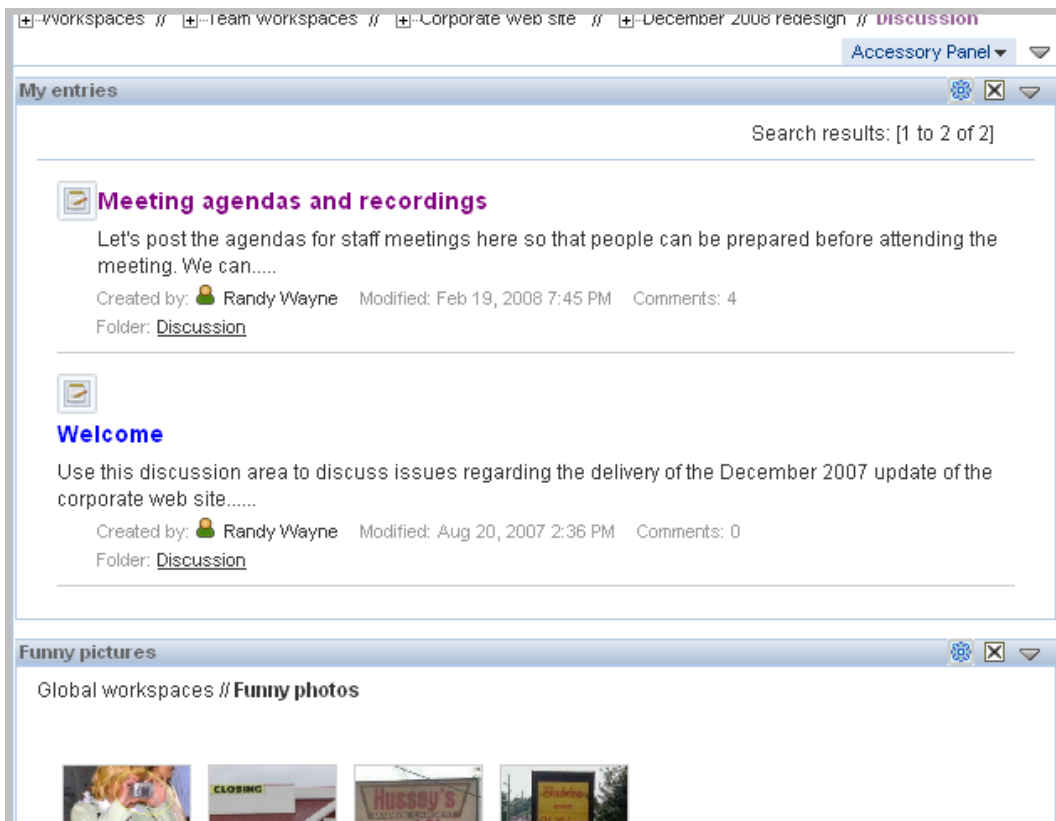 Workspaces // Team workspaces // Corporate web site // December 2008 redesign // Discussion
Accessory Panel
My entries
Search results: [1 to 2 of 2]
Meeting agendas and recordings
Let's post the agendas for staff meetings here so that people can be prepared before attending the
meeting. We can.....
Created by: Randy Wayne Modified: Feb 19, 2008 7:45 PM Comments: 4
Folder: Discussion
Welcome
Use this discussion area to discuss issues regarding the delivery of the December 2007 update of the
corporate web site......
Created by: Randy Wayne Modified: Aug 20, 2007 2:36 PM Comments: 0
Folder: Discussion
Funny pictures
Global workspaces // Funny photos
CLOSING
Hussey's
Babies